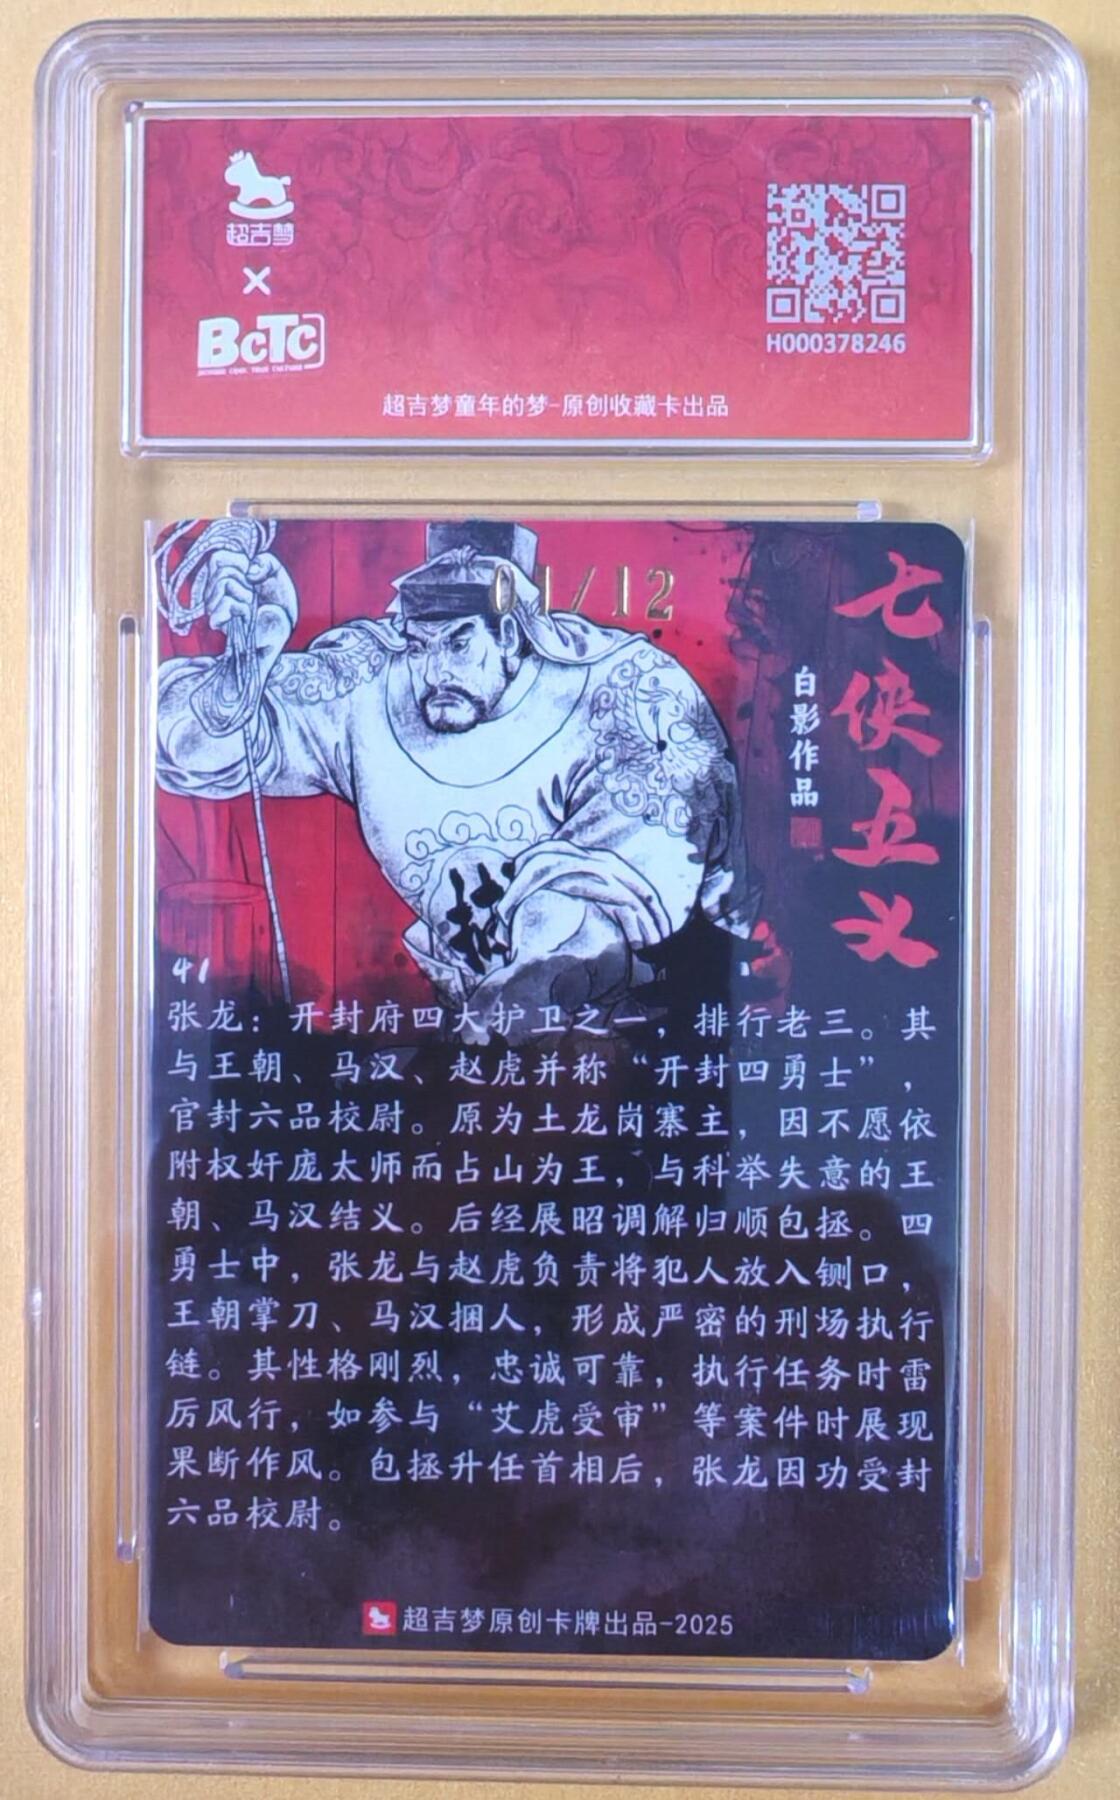 超吉梦
×
BCTC
H000378246
超吉梦童年的梦-原创收藏卡出品
01/12
七侠五义
白影作品
41
张龙：开封府四大护卫之一，排行老三。其
与王朝、马汉、赵虎并称“开封四勇士”，
官封六品校尉。原为土龙岗寨主，因不愿依
附权奸庞太师而占山为王，与科举失意的王
朝、马汉结义。后经展昭调解归顺包拯。四
勇士中，张龙与赵虎负责将犯人放入铡口，
王朝掌刀、马汉捆人，形成严密的刑场执行
链。其性格刚烈，忠诚可靠，执行任务时雷
厉风行，如参与“艾虎受审”等案件时展现
果断作风。包拯升任首相后，张龙因功受封
六品校尉。
超吉梦原创卡牌出品-2025